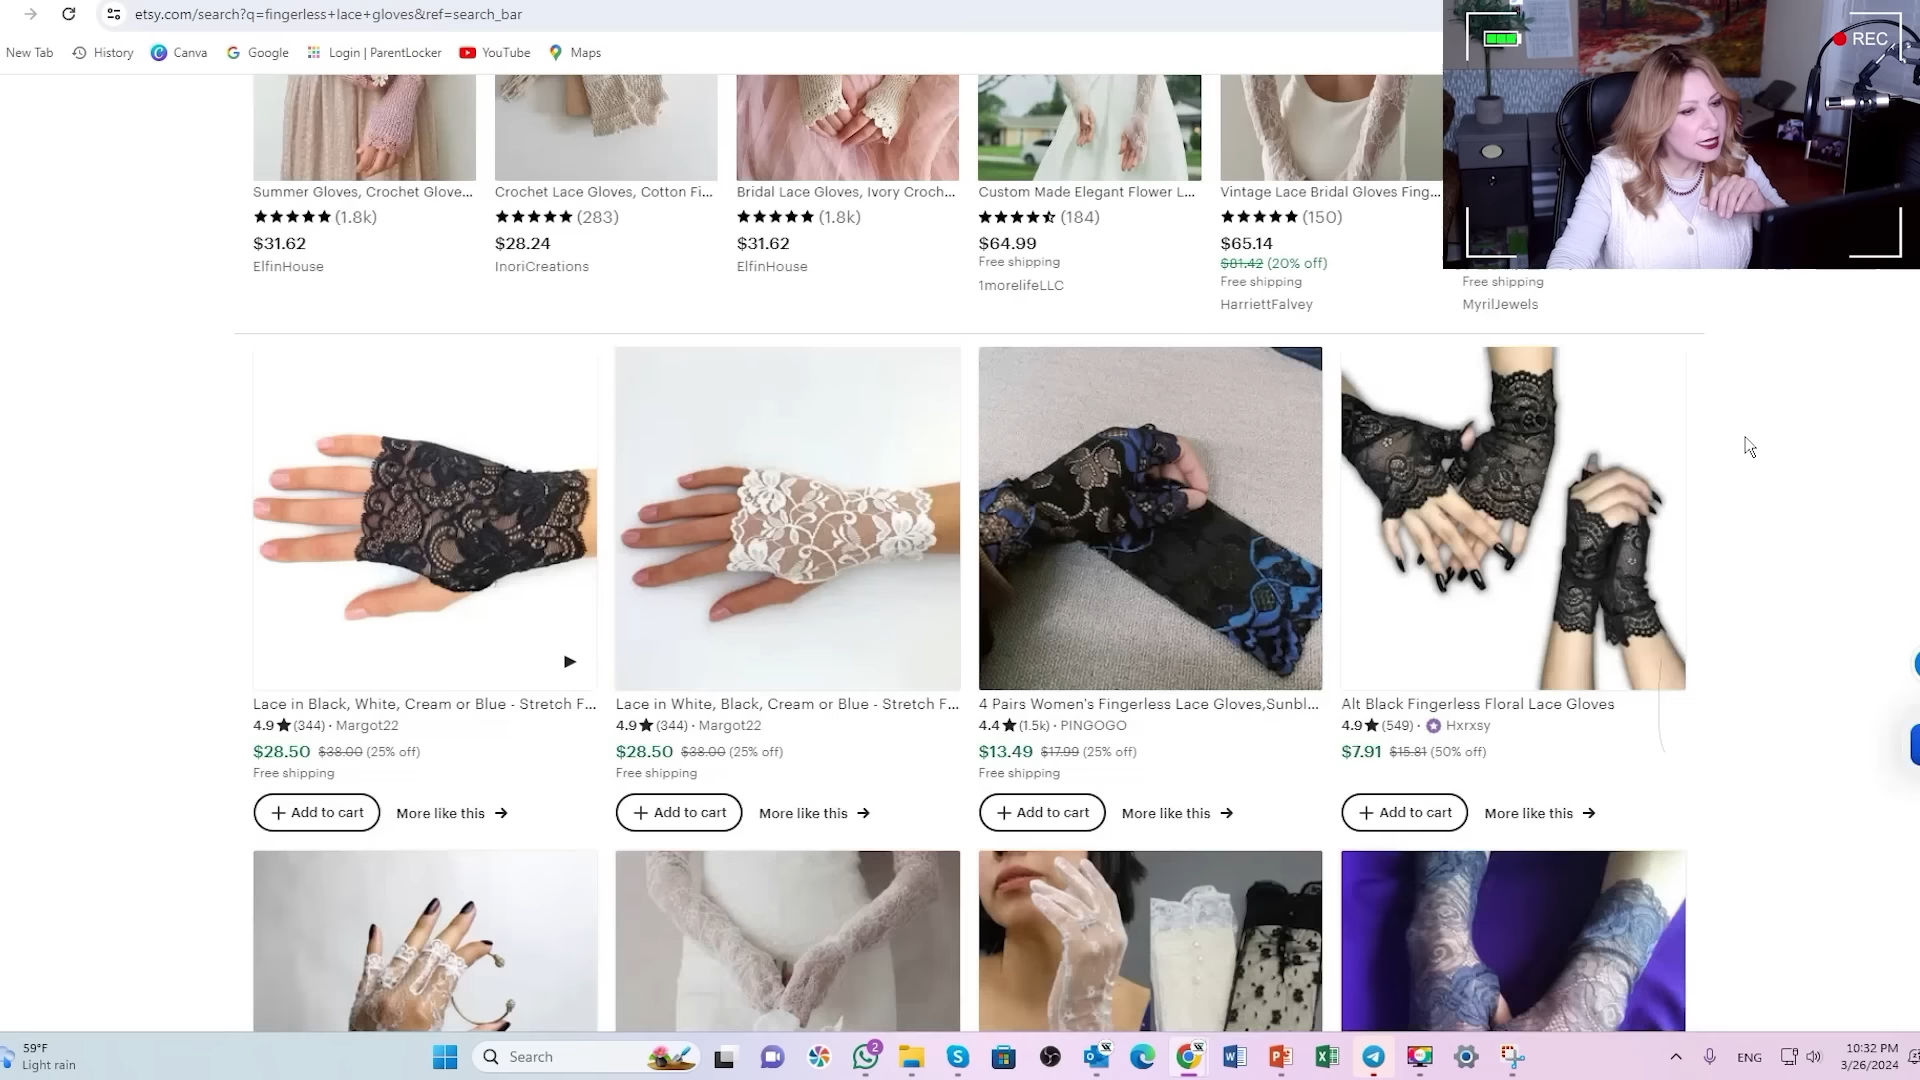 etsy.com/search?q=fingerless+lace+gloves&ref=search_bar
New Tab History Canva Google Login | ParentLocker YouTube Maps
REC
Summer Gloves, Crochet Glove... Crochet Lace Gloves, Cotton Fi... Bridal Lace Gloves, Ivory Croch... Custom Made Elegant Flower L... Vintage Lace Bridal Gloves Fing...
(1.8k) (283) (1.8k) (184) (150)
$31.62 $28.24 $31.62 $64.99 $65.14
ElfinHouse InoriCreations ElfinHouse Free shipping $81.42 (20% off)
1morelifeLLC Free shipping Free shipping
HarriettFalvey MyrilJewels
Lace in Black, White, Cream or Blue - Stretch F... Lace in White, Black, Cream or Blue - Stretch F... 4 Pairs Women's Fingerless Lace Gloves,Sunbl... Alt Black Fingerless Floral Lace Gloves
4.9 (344) · Margot22 4.9 (344) · Margot22 4.4 (1.5k) · PINGOGO 4.9 (549) · Hxrxsy
$28.50 $38.00 (25% off) $28.50 $38.00 (25% off) $13.49 $17.99 (25% off) $7.91 $15.81 (50% off)
Free shipping Free shipping Free shipping
+ Add to cart More like this → + Add to cart More like this → + Add to cart More like this → + Add to cart More like this →
59°F
Light rain
Search
2
ENG
10:32 PM
3/26/2024